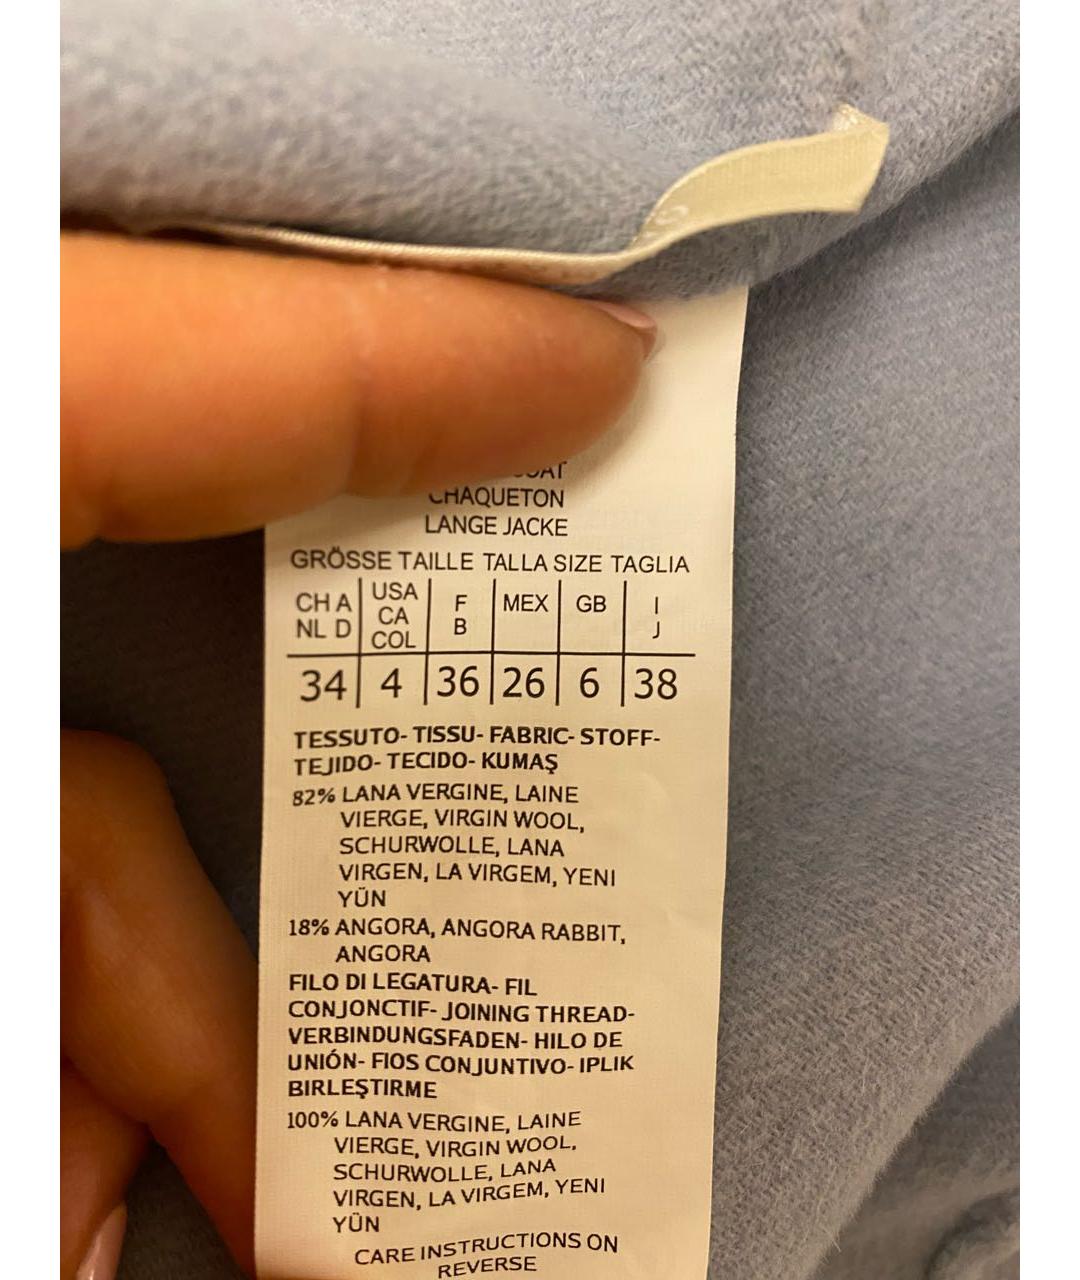 CHAQUETON
LANGE JACKE
GRÖSSE TAILLE TALLA SIZE TAGLIA
CH A NL D | USA CA COL | F B | MEX | GB | I J
34 | 4 | 36 | 26 | 6 | 38
TESSUTO- TISSU- FABRIC- STOFF-
TEJIDO- TECIDO- KUMAŞ
82% LANA VERGINE, LAINE
VIERGE, VIRGIN WOOL,
SCHURWOLLE, LANA
VIRGEN, LA VIRGEM, YENI
YÜN
18% ANGORA, ANGORA RABBIT,
ANGORA
FILO DI LEGATURA- FIL
CONJONCTIF- JOINING THREAD-
VERBINDUNGSFADEN- HILO DE
UNIÓN- FIOS CONJUNTIVO- IPLIK
BIRLEŞTIRME
100% LANA VERGINE, LAINE
VIERGE, VIRGIN WOOL,
SCHURWOLLE, LANA
VIRGEN, LA VIRGEM, YENI
YÜN
CARE INSTRUCTIONS ON
REVERSE